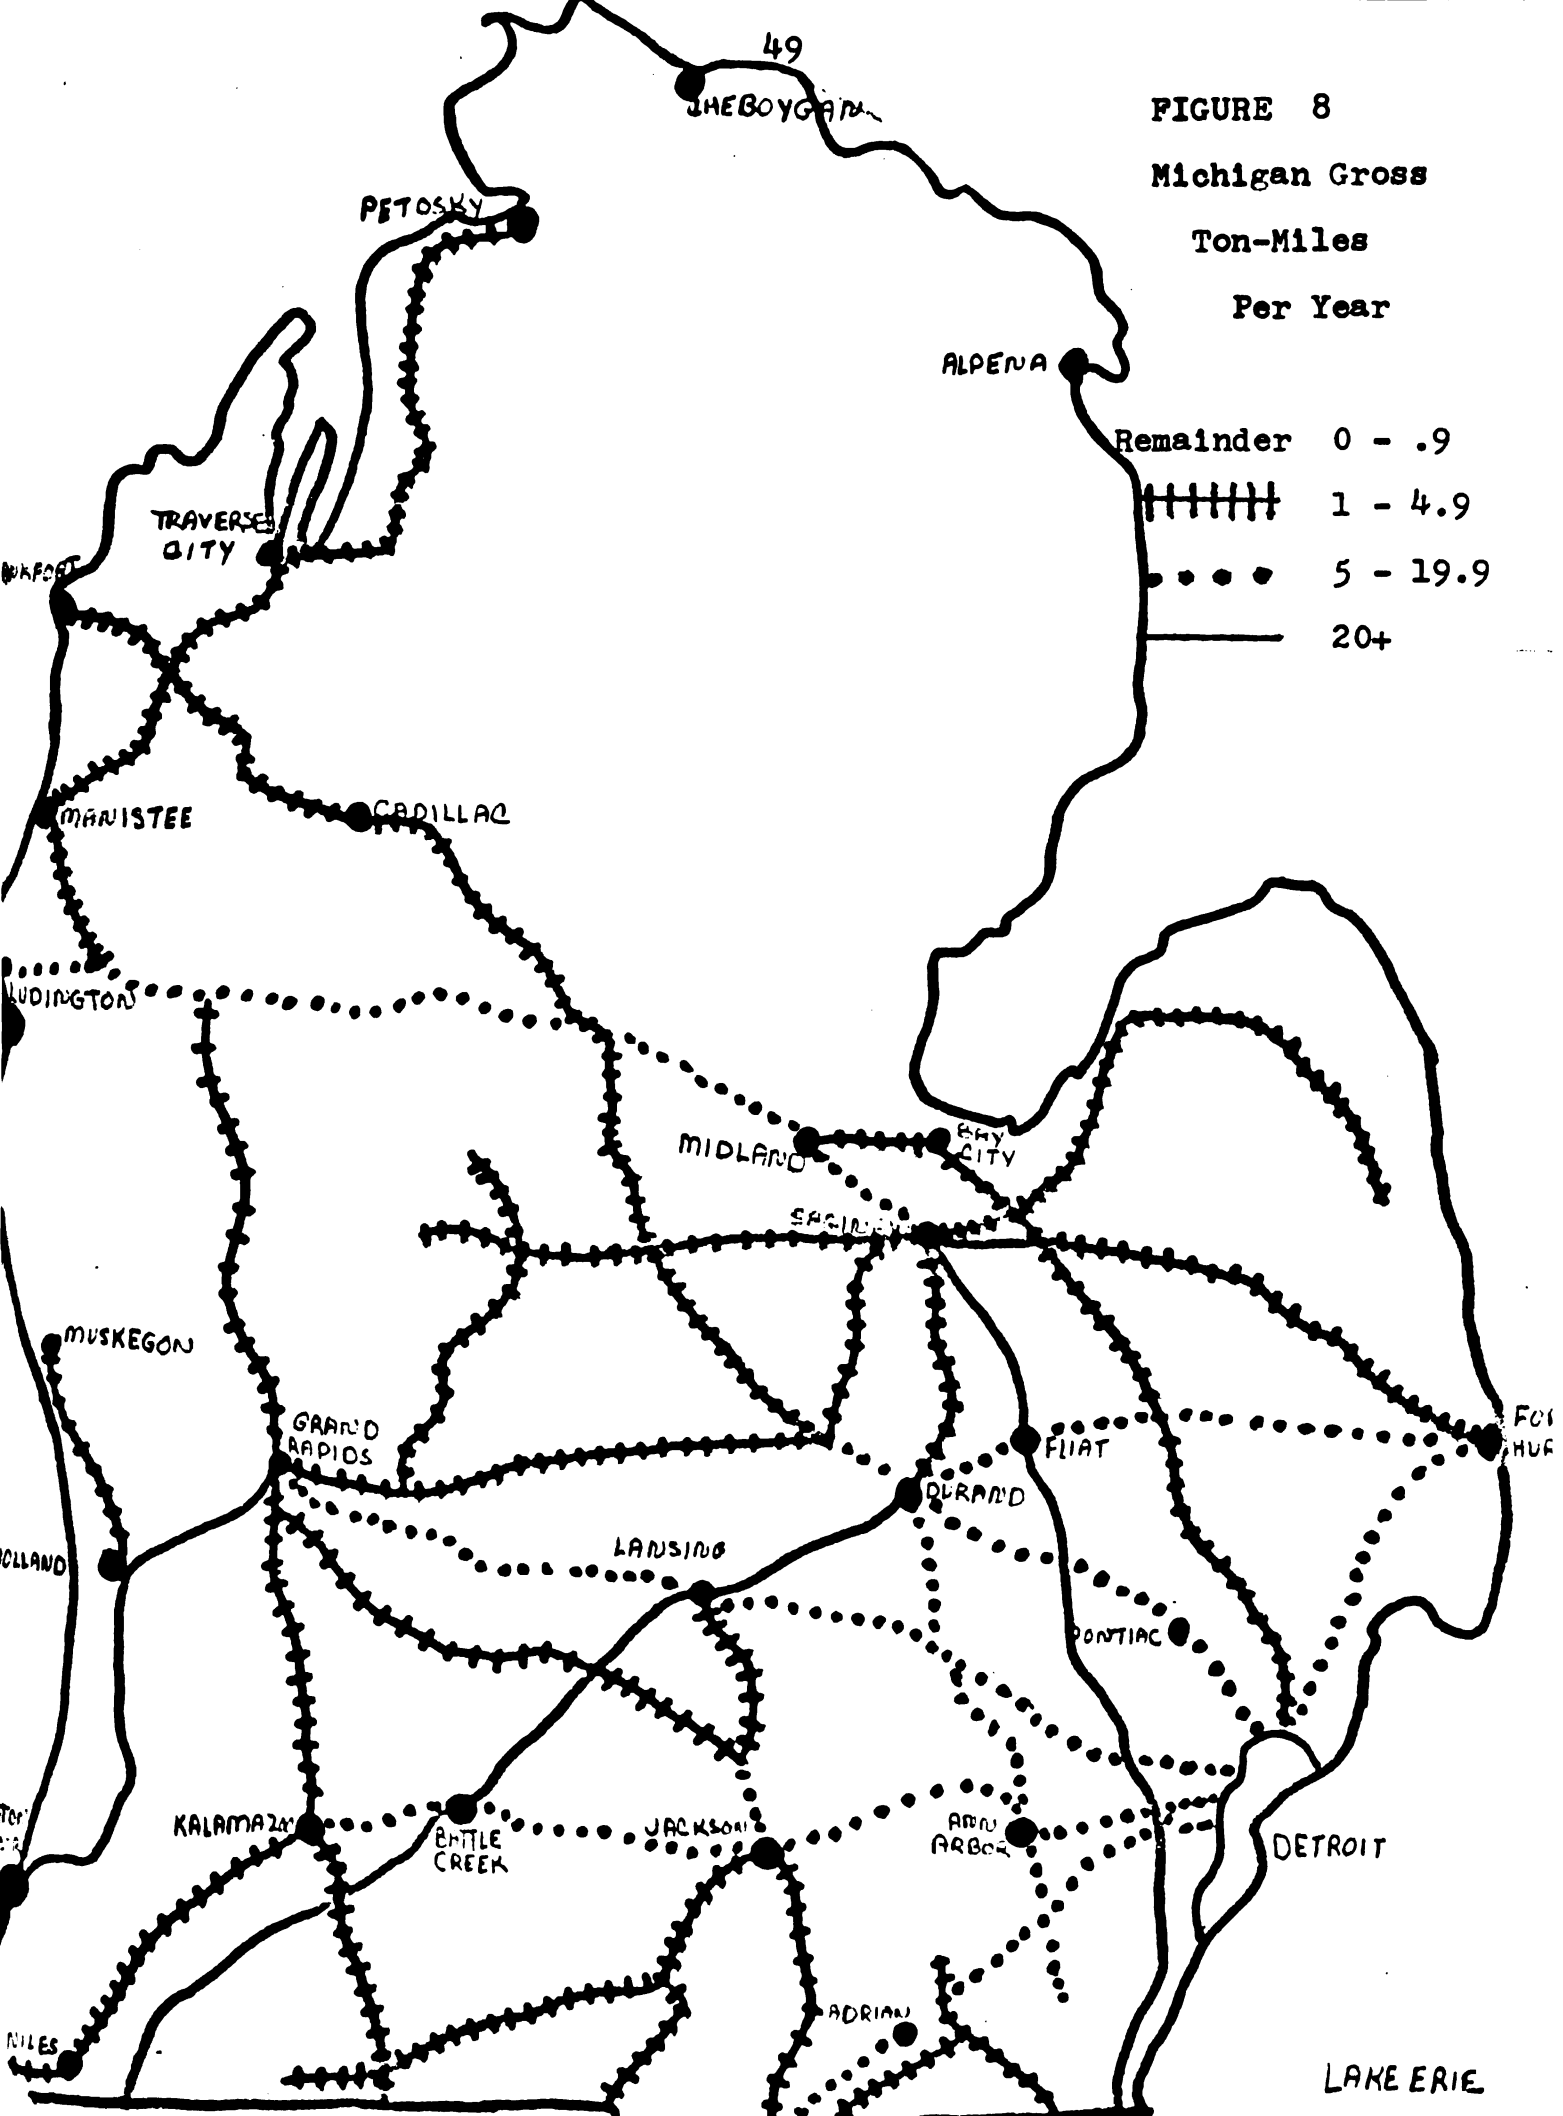 49
FIGURE 8
Michigan Gross
Ton-Miles
Per Year
Remainder 0 - .9
1 - 4.9
5 - 19.9
20+
PETOSKY
ALPENA
TRAVERSE
CITY
MANISTEE
CADILLAC
LUDINGTON
MIDLAND
BAY
CITY
MUSKEGON
GRAND
RAPIDS
FLIAT
DURAND
LANSING
PONTIAC
KALAMAZOO
BATTLE
CREEK
JACKSON
ANN
ARBOR
DETROIT
ADRIAN
NILES
LAKE ERIE